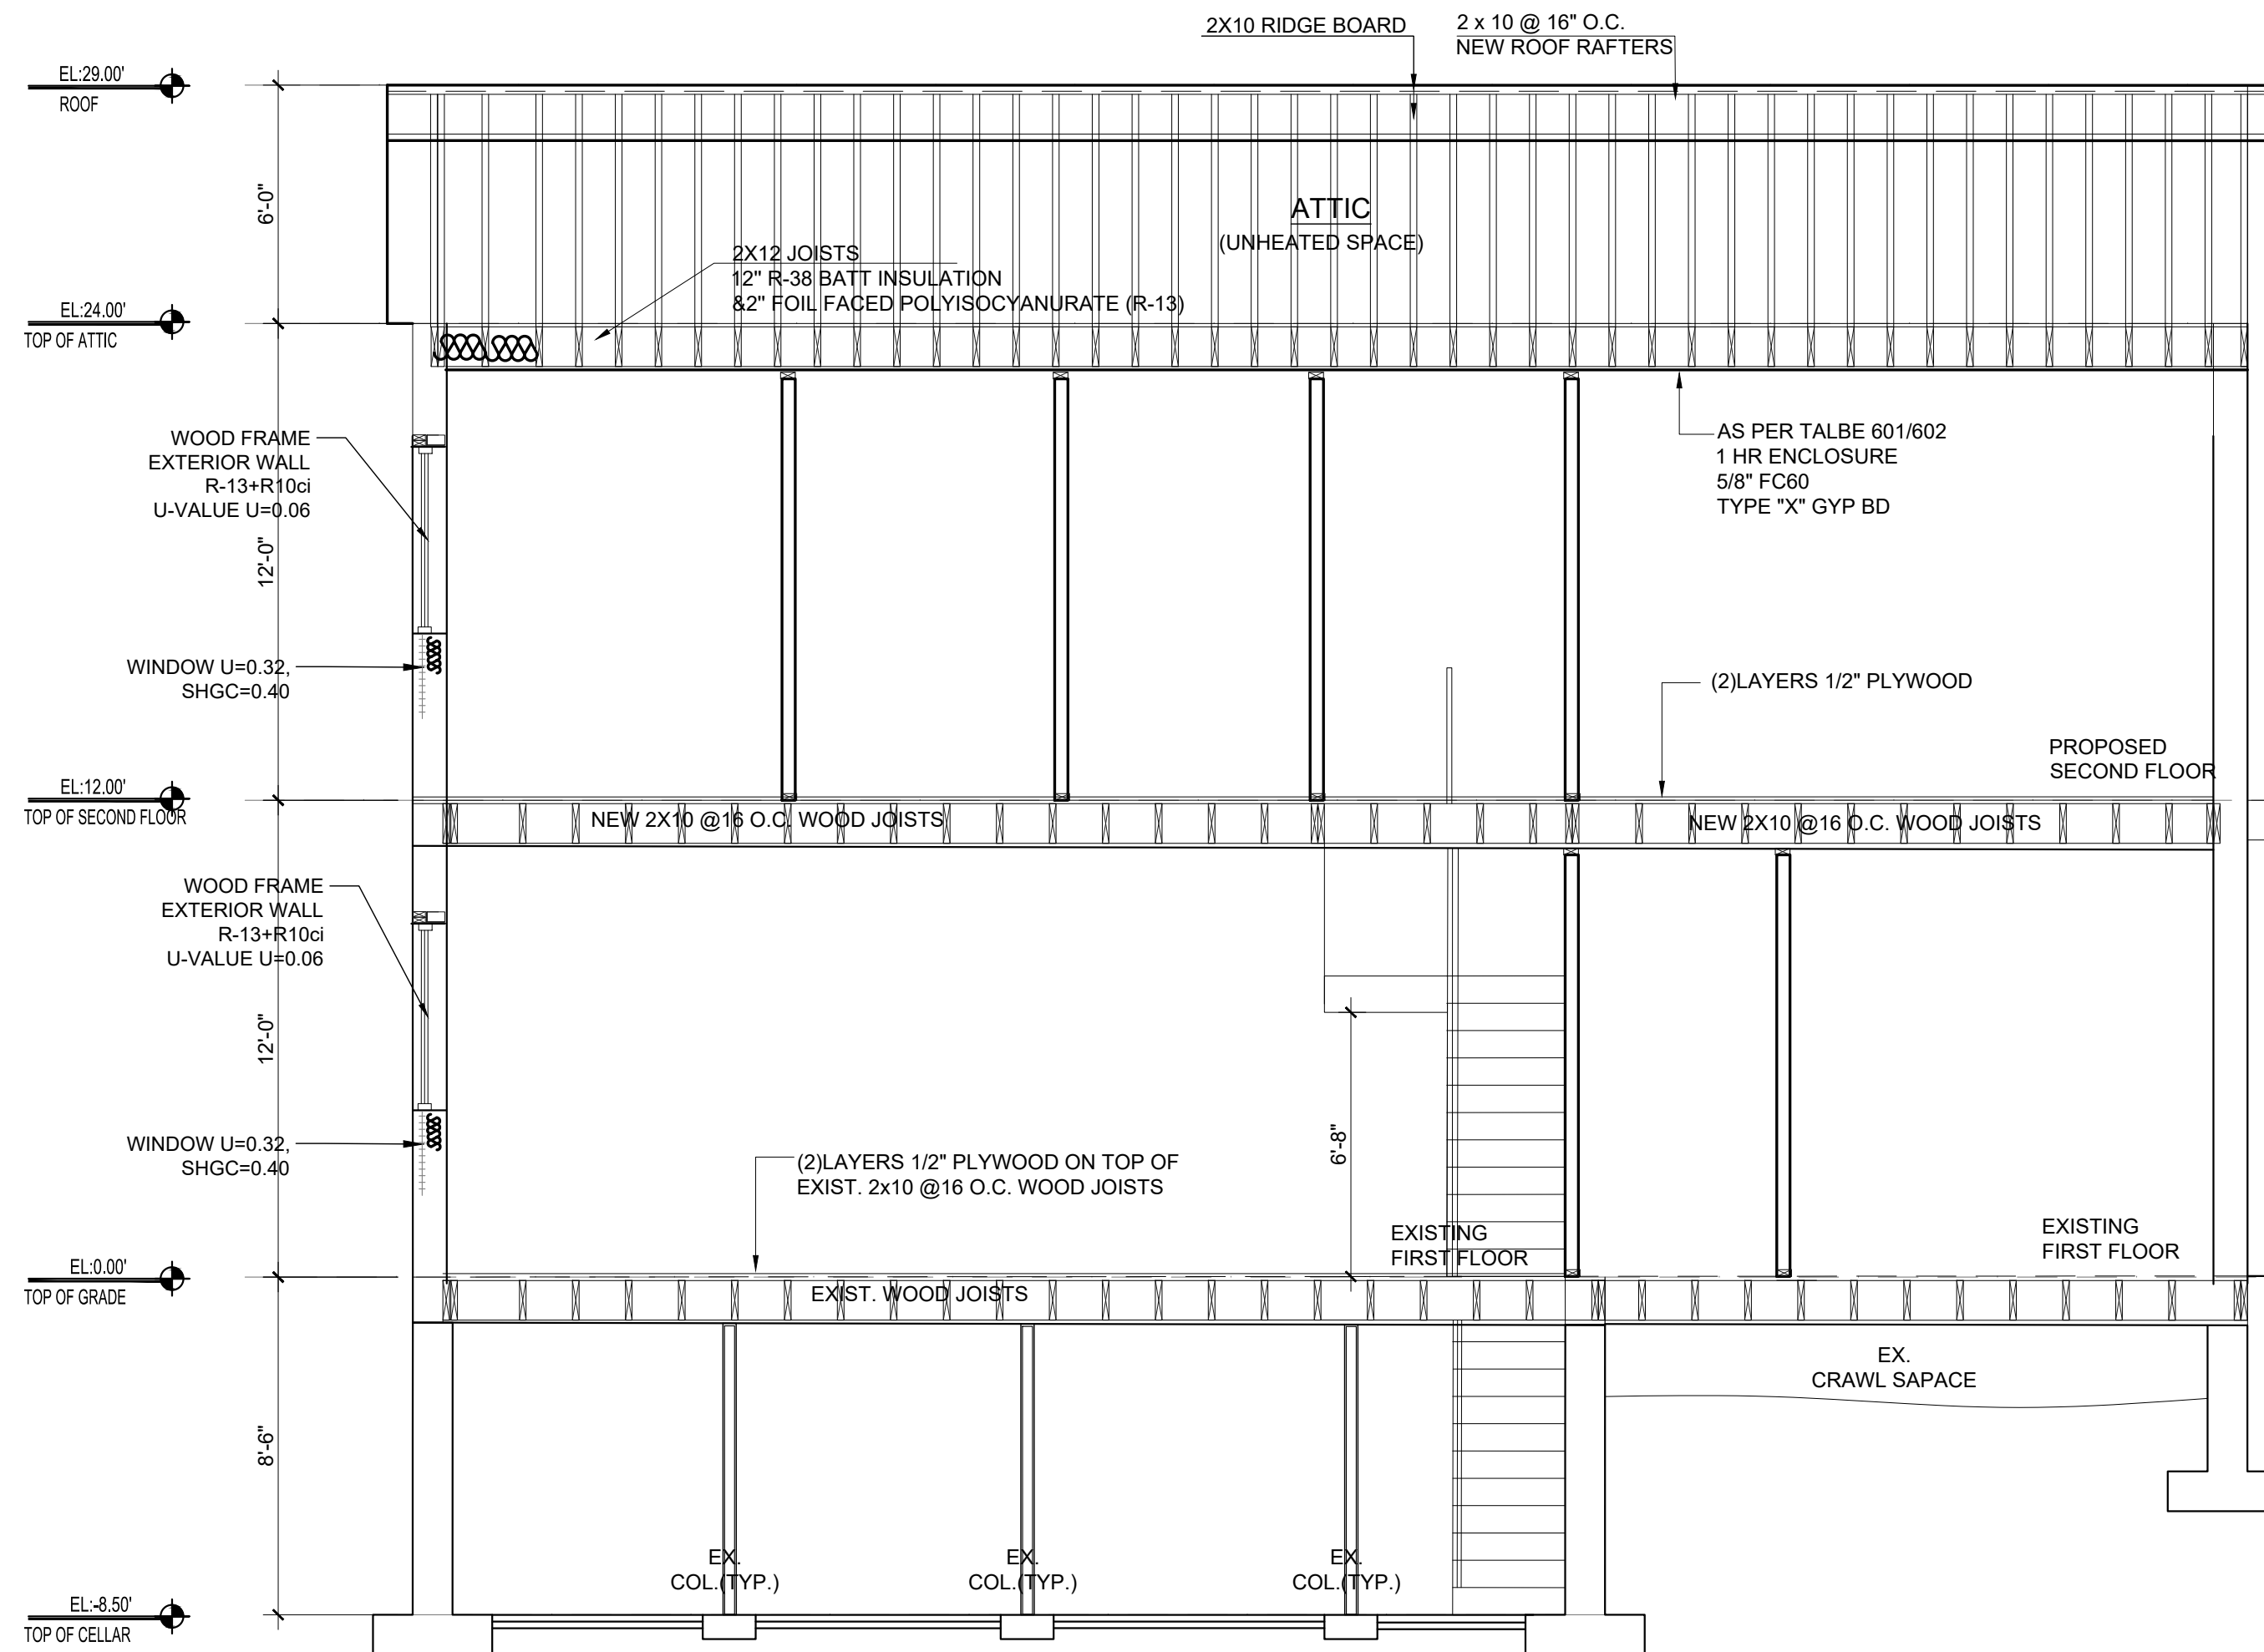 2X10 RIDGE BOARD
2 x 10 @ 16" O.C.
NEW ROOF RAFTERS
EL:29.00'
ROOF
6'-0"
ATTIC
(UNHEATED SPACE)
2X12 JOISTS
12" R-38 BATT INSULATION
&2" FOIL FACED POLYISOCYANURATE (R-13)
EL:24.00'
TOP OF ATTIC
WOOD FRAME
EXTERIOR WALL
R-13+R10ci
U-VALUE U=0.06
AS PER TALBE 601/602
1 HR ENCLOSURE
5/8" FC60
TYPE "X" GYP BD
12'-0"
WINDOW U=0.32,
SHGC=0.40
(2)LAYERS 1/2" PLYWOOD
PROPOSED
SECOND FLOOR
EL:12.00'
TOP OF SECOND FLOOR
NEW 2X10 @16 O.C. WOOD JOISTS
NEW 2X10 @16 O.C. WOOD JOISTS
WOOD FRAME
EXTERIOR WALL
R-13+R10ci
U-VALUE U=0.06
12'-0"
WINDOW U=0.32,
SHGC=0.40
6'-8"
(2)LAYERS 1/2" PLYWOOD ON TOP OF
EXIST. 2x10 @16 O.C. WOOD JOISTS
EXISTING
FIRST FLOOR
EXISTING
FIRST FLOOR
EL:0.00'
TOP OF GRADE
EXIST. WOOD JOISTS
EX.
CRAWL SAPACE
8'-6"
EX.
COL.(TYP.)
EX.
COL.(TYP.)
EX.
COL.(TYP.)
EL:-8.50'
TOP OF CELLAR